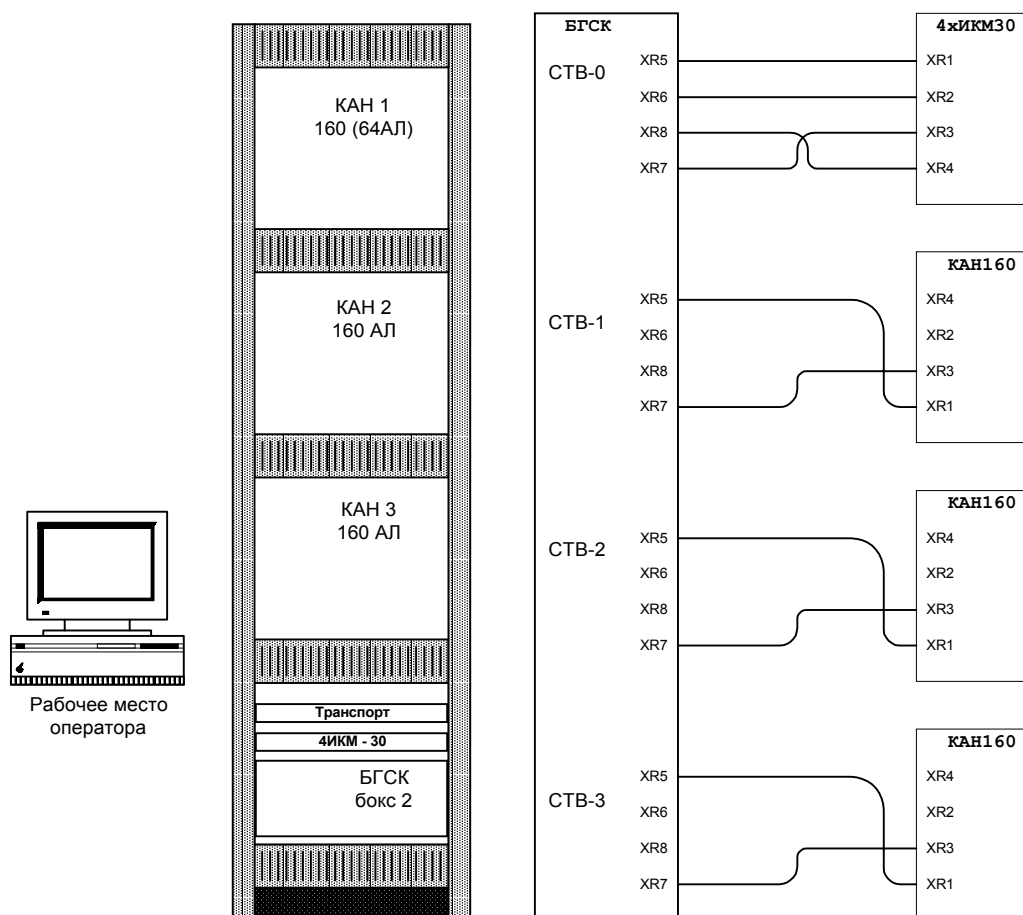 КАН 1
160 (64АЛ)
КАН 2
160 АЛ
КАН 3
160 АЛ
Транспорт
4ИКМ - 30
БГСК
бокс 2
Рабочее место
оператора
БГСК
СТВ-0
XR5
XR6
XR8
XR7
4хИКМ30
XR1
XR2
XR3
XR4
СТВ-1
XR5
XR6
XR8
XR7
КАН160
XR4
XR2
XR3
XR1
СТВ-2
XR5
XR6
XR8
XR7
КАН160
XR4
XR2
XR3
XR1
СТВ-3
XR5
XR6
XR8
XR7
КАН160
XR4
XR2
XR3
XR1